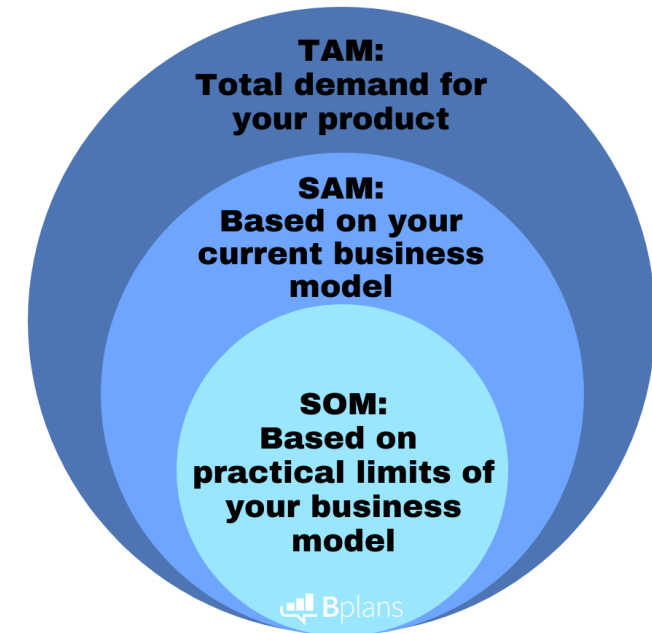 TAM:
Total demand for
your product
SAM:
Based on your
current business
model
SOM:
Based on
practical limits of
your business
model
Bplans